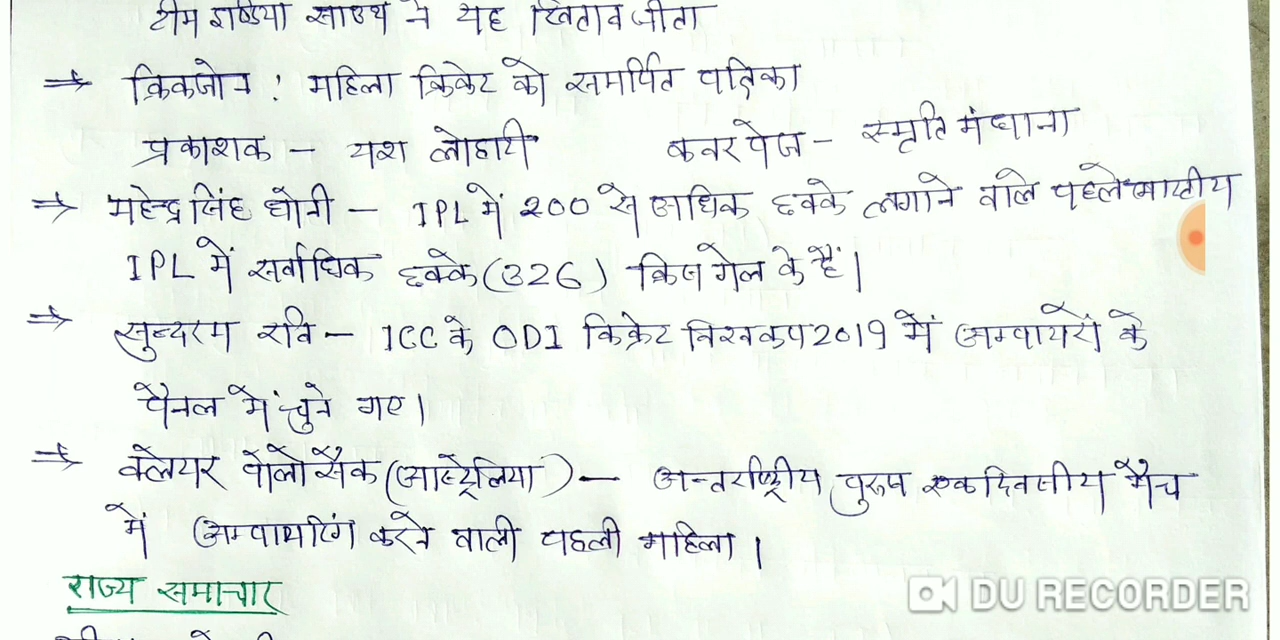 टीम इण्डिया साउथ ने यह खिताब जीता
⇒ क्रिकजोन : महिला क्रिकेट को समर्पित पत्रिका
प्रकाशक – यश लोहाटी कवर पेज – स्मृति मंधाना
⇒ महेन्द्र सिंह धोनी – IPL में 200 से अधिक छक्के लगाने वाले पहले भारतीय
IPL में सर्वाधिक छक्के (326) क्रिस गेल के हैं।
⇒ सुन्दरम रवि – ICC के ODI क्रिकेट विश्वकप 2019 में अम्पायरों के
पैनल में चुने गए।
⇒ क्लेयर पोलोसैक (आस्ट्रेलिया) – अन्तर्राष्ट्रीय पुरुष एकदिवसीय मैच
में अम्पायरिंग करने वाली पहली महिला।
राज्य समाचार
DU RECORDER